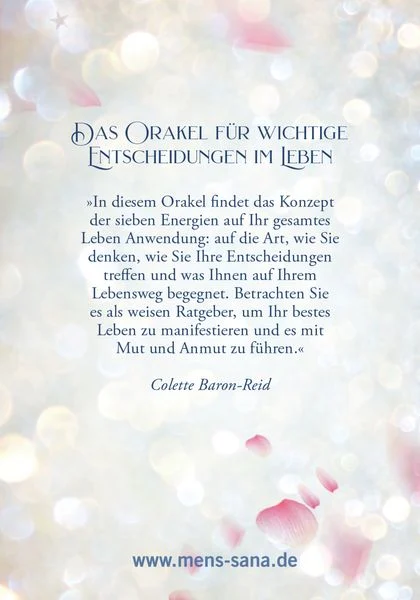 Das Orakel für wichtige
Entscheidungen im Leben
»In diesem Orakel findet das Konzept
der sieben Energien auf Ihr gesamtes
Leben Anwendung: auf die Art, wie Sie
denken, wie Sie Ihre Entscheidungen
treffen und was Ihnen auf Ihrem
Lebensweg begegnet. Betrachten Sie
es als weisen Ratgeber, um Ihr bestes
Leben zu manifestieren und es mit
Mut und Anmut zu führen.«
Colette Baron-Reid
www.mens-sana.de